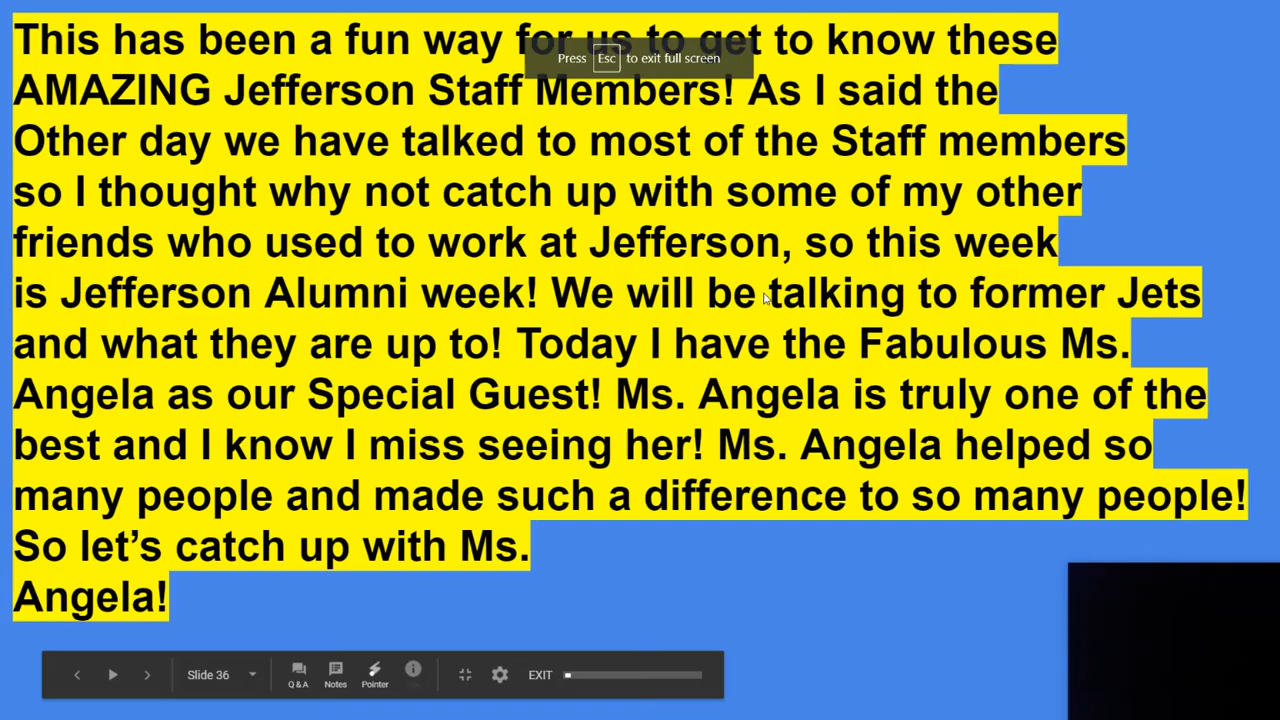 This has been a fun way for us to get to know these
Press Esc to exit full screen
AMAZING Jefferson Staff Members! As I said the
Other day we have talked to most of the Staff members
so I thought why not catch up with some of my other
friends who used to work at Jefferson, so this week
is Jefferson Alumni week! We will be talking to former Jets
and what they are up to! Today I have the Fabulous Ms.
Angela as our Special Guest! Ms. Angela is truly one of the
best and I know I miss seeing her! Ms. Angela helped so
many people and made such a difference to so many people!
So let’s catch up with Ms.
Angela!
Slide 36 Q & A Notes Pointer EXIT